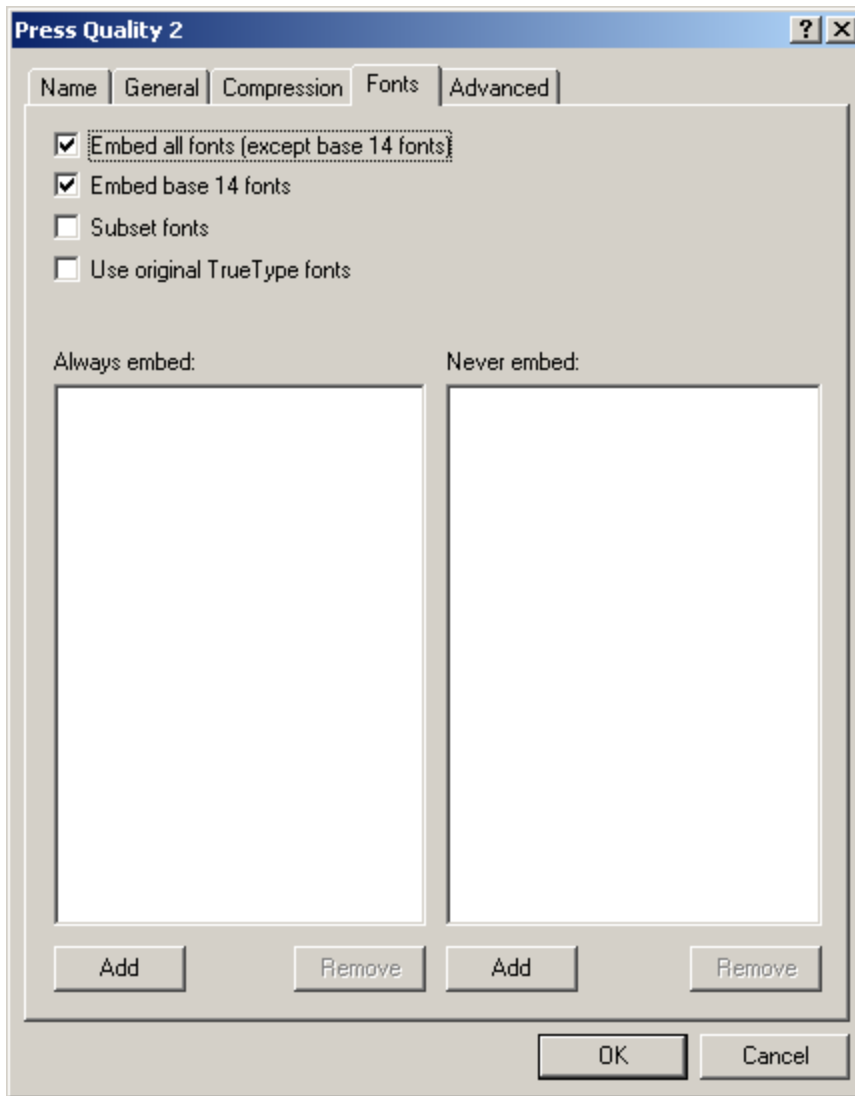 Press Quality 2
Name General Compression Fonts Advanced
Embed all fonts (except base 14 fonts)
Embed base 14 fonts
Subset fonts
Use original TrueType fonts
Always embed: Never embed:
Add Remove Add Remove
OK Cancel